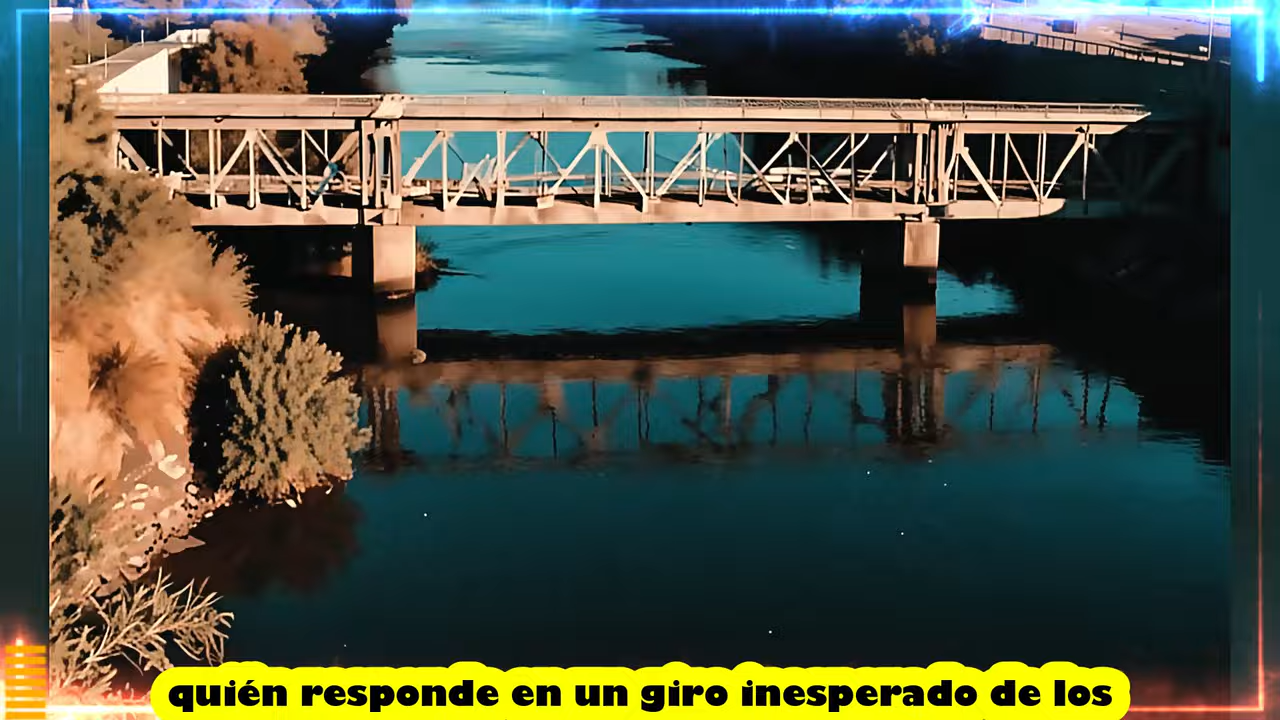 quién responde en un giro inesperado de los